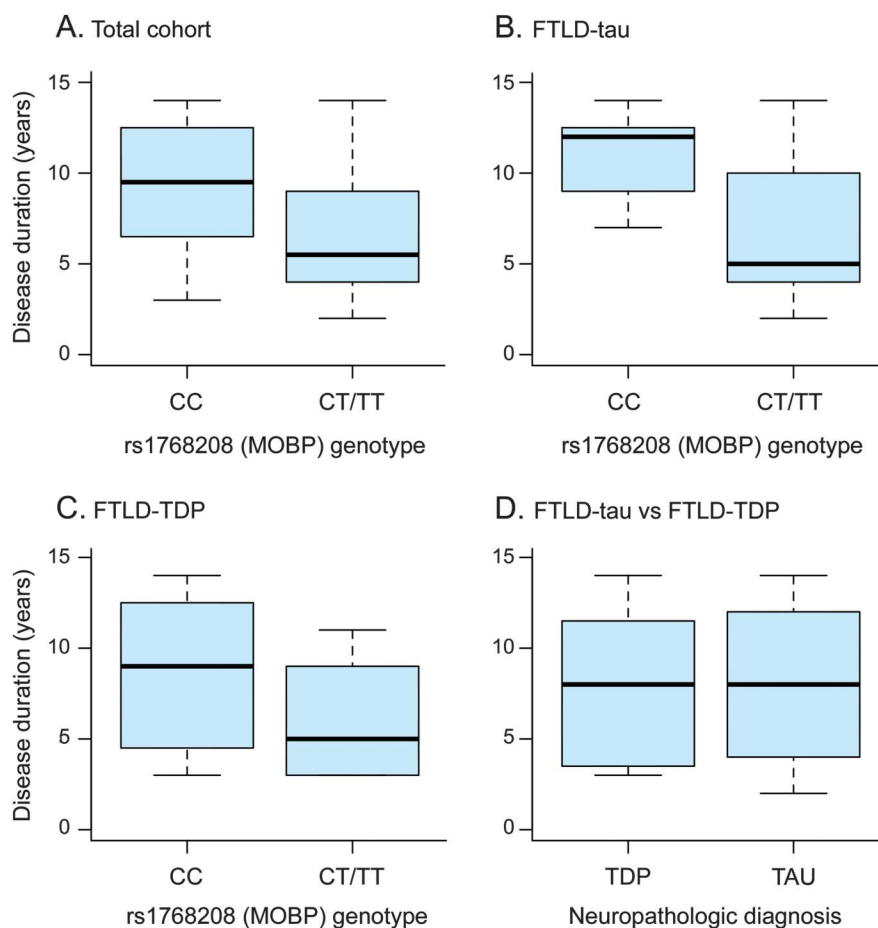 A. Total cohort
Disease duration (years)
15
10
5
0
CC CT/TT
rs1768208 (MOBP) genotype
B. FTLD-tau
15
10
5
0
CC CT/TT
rs1768208 (MOBP) genotype
C. FTLD-TDP
Disease duration (years)
15
10
5
0
CC CT/TT
rs1768208 (MOBP) genotype
D. FTLD-tau vs FTLD-TDP
15
10
5
0
TDP TAU
Neuropathologic diagnosis